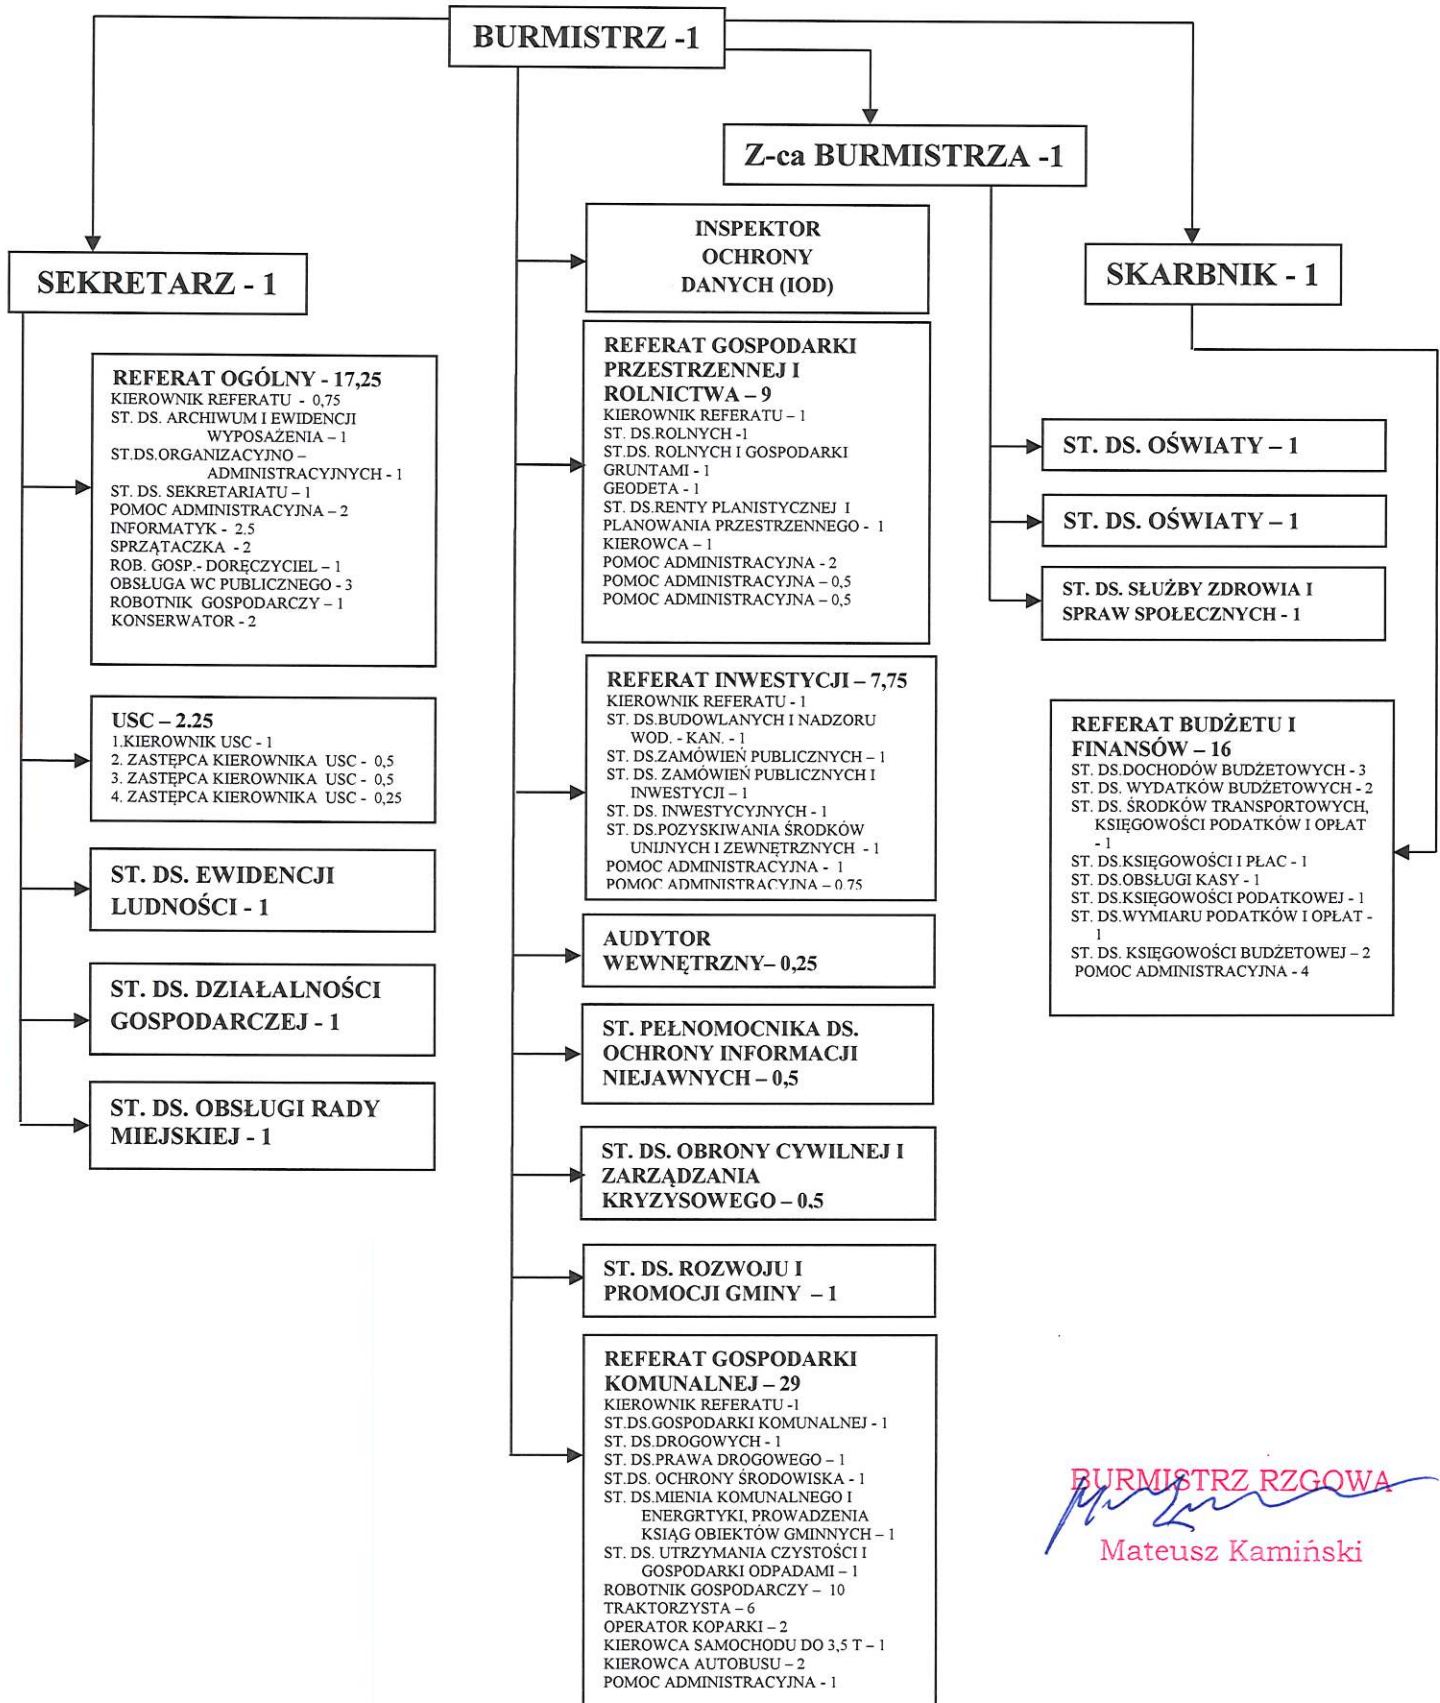 BURMISTRZ -1
Z-ca BURMISTRZA -1
SEKRETARZ - 1
SKARBNIK - 1
REFERAT OGÓLNY - 17,25
KIEROWNIK REFERATU - 0,75
ST. DS. ARCHIWUM I EWIDENCJI
WYPOSAŻENIA – 1
ST.DS.ORGANIZACYJNO –
ADMINISTRACYJNYCH - 1
ST. DS. SEKRETARIATU – 1
POMOC ADMINISTRACYJNA – 2
INFORMATYK - 2.5
SPRZĄTACZKA - 2
ROB. GOSP.- DORĘCZYCIEL – 1
OBSŁUGA WC PUBLICZNEGO - 3
ROBOTNIK GOSPODARCZY – 1
KONSERWATOR - 2
USC – 2.25
1.KIEROWNIK USC - 1
2. ZASTĘPCA KIEROWNIKA USC - 0,5
3. ZASTĘPCA KIEROWNIKA USC - 0,5
4. ZASTĘPCA KIEROWNIKA USC - 0,25
ST. DS. EWIDENCJI
LUDNOŚCI - 1
ST. DS. DZIAŁALNOŚCI
GOSPODARCZEJ - 1
ST. DS. OBSŁUGI RADY
MIEJSKIEJ - 1
INSPEKTOR
OCHRONY
DANYCH (IOD)
REFERAT GOSPODARKI
PRZESTRZENNEJ I
ROLNICTWA – 9
KIEROWNIK REFERATU – 1
ST. DS.ROLNYCH -1
ST.DS. ROLNYCH I GOSPODARKI
GRUNTAMI - 1
GEODETA - 1
ST. DS.RENTY PLANISTYCZNEJ I
PLANOWANIA PRZESTRZENNEGO - 1
KIEROWCA – 1
POMOC ADMINISTRACYJNA - 2
POMOC ADMINISTRACYJNA – 0,5
POMOC ADMINISTRACYJNA – 0,5
REFERAT INWESTYCJI – 7,75
KIEROWNIK REFERATU - 1
ST. DS.BUDOWLANYCH I NADZORU
WOD. - KAN. - 1
ST. DS.ZAMÓWIEŃ PUBLICZNYCH – 1
ST. DS. ZAMÓWIEŃ PUBLICZNYCH I
INWESTYCJI – 1
ST. DS. INWESTYCYJNYCH - 1
ST. DS.POZYSKIWANIA ŚRODKÓW
UNIJNYCH I ZEWNĘTRZNYCH - 1
POMOC ADMINISTRACYJNA - 1
POMOC ADMINISTRACYJNA – 0.75
AUDYTOR
WEWNĘTRZNY– 0,25
ST. PEŁNOMOCNIKA DS.
OCHRONY INFORMACJI
NIEJAWNYCH – 0,5
ST. DS. OBRONY CYWILNEJ I
ZARZĄDZANIA
KRYZYSOWEGO – 0,5
ST. DS. ROZWOJU I
PROMOCJI GMINY – 1
REFERAT GOSPODARKI
KOMUNALNEJ – 29
KIEROWNIK REFERATU -1
ST.DS.GOSPODARKI KOMUNALNEJ - 1
ST. DS.DROGOWYCH - 1
ST. DS.PRAWA DROGOWEGO – 1
ST.DS. OCHRONY ŚRODOWISKA - 1
ST. DS.MIENIA KOMUNALNEGO I
ENERGRTYKI, PROWADZENIA
KSIĄG OBIEKTÓW GMINNYCH – 1
ST. DS. UTRZYMANIA CZYSTOŚCI I
GOSPODARKI ODPADAMI – 1
ROBOTNIK GOSPODARCZY – 10
TRAKTORZYSTA – 6
OPERATOR KOPARKI – 2
KIEROWCA SAMOCHODU DO 3,5 T – 1
KIEROWCA AUTOBUSU – 2
POMOC ADMINISTRACYJNA - 1
ST. DS. OŚWIATY – 1
ST. DS. OŚWIATY – 1
ST. DS. SŁUŻBY ZDROWIA I
SPRAW SPOŁECZNYCH - 1
REFERAT BUDŻETU I
FINANSÓW – 16
ST. DS.DOCHODÓW BUDŻETOWYCH - 3
ST. DS. WYDATKÓW BUDŻETOWYCH - 2
ST. DS. ŚRODKÓW TRANSPORTOWYCH,
KSIĘGOWOŚCI PODATKÓW I OPŁAT
- 1
ST. DS.KSIĘGOWOŚCI I PŁAC - 1
ST. DS.OBSŁUGI KASY - 1
ST. DS.KSIĘGOWOŚCI PODATKOWEJ - 1
ST. DS.WYMIARU PODATKÓW I OPŁAT -
1
ST. DS. KSIĘGOWOŚCI BUDŻETOWEJ – 2
POMOC ADMINISTRACYJNA - 4
BURMISTRZ RZGOWA
Mateusz Kamiński